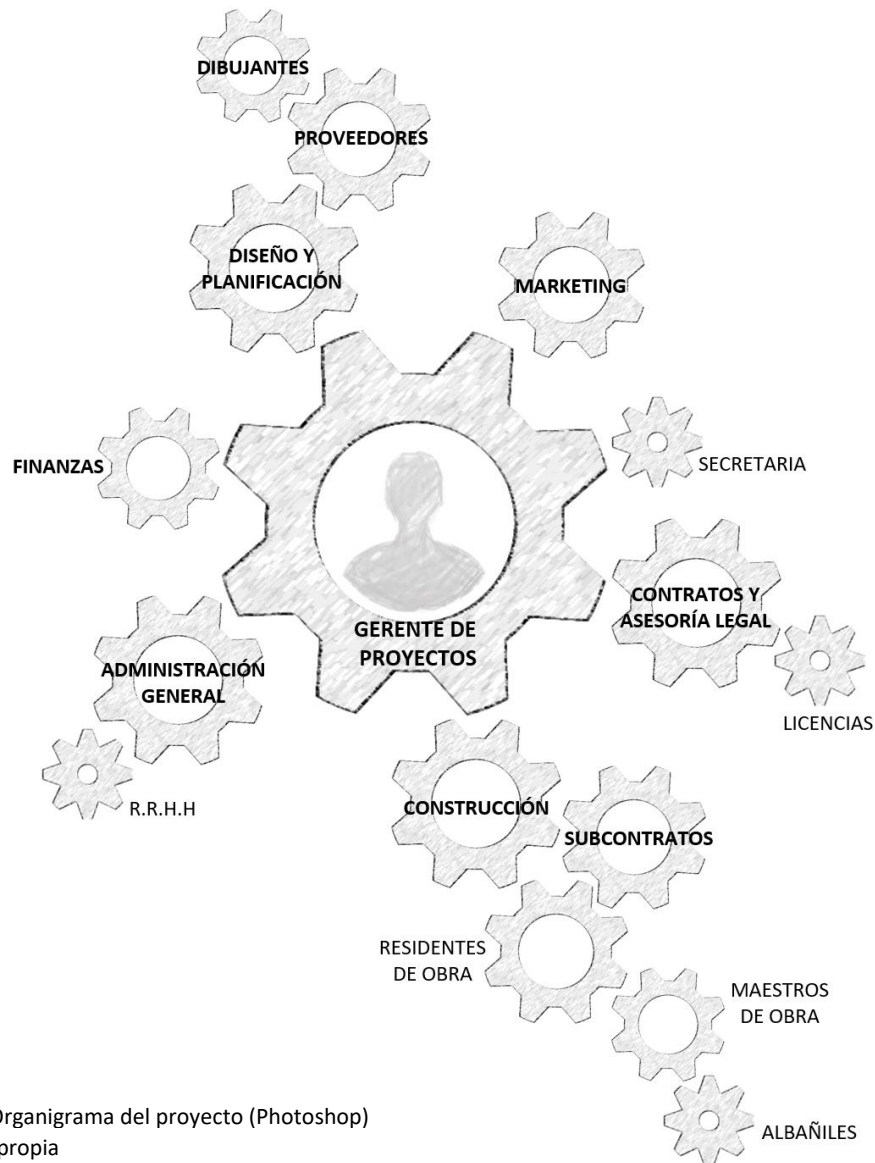 DIBUJANTES
PROVEEDORES
DISEÑO Y
PLANIFICACIÓN
MARKETING
FINANZAS
SECRETARIA
GERENTE DE
PROYECTOS
CONTRATOS Y
ASESORÍA LEGAL
LICENCIAS
ADMINISTRACIÓN
GENERAL
R.R.H.H
CONSTRUCCIÓN
SUBCONTRATOS
RESIDENTES
DE OBRA
MAESTROS
DE OBRA
ALBAÑILES
Organigrama del proyecto (Photoshop)
propia